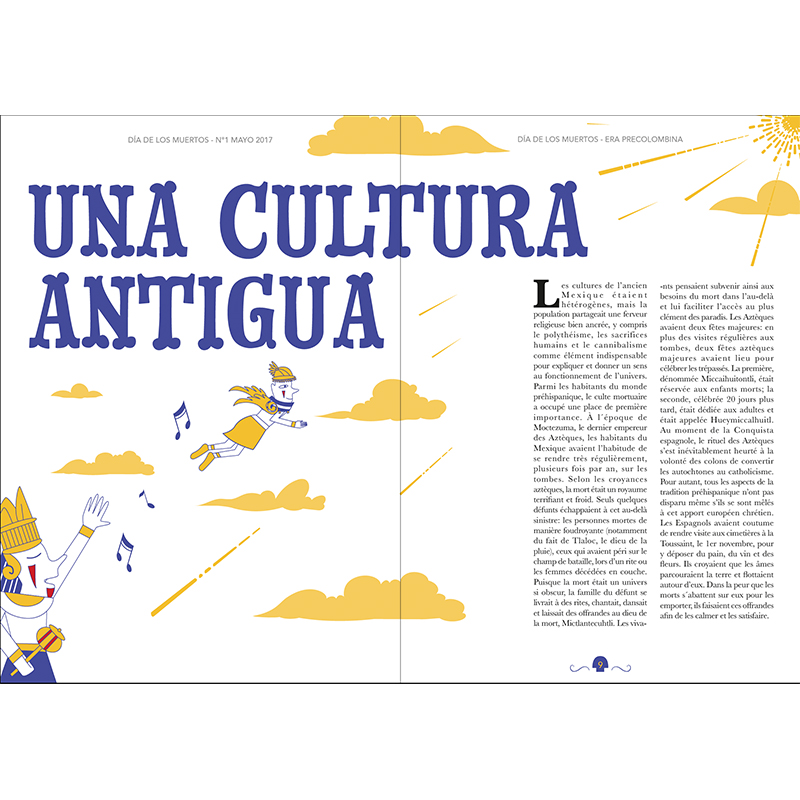 DÍA DE LOS MUERTOS - N°1 MAYO 2017
DÏA DE LOS MUERTOS - ERA PRECOLOMBINA
UNA CULTURA
ANTIGUA
Les cultures de l'ancien
Mexique étaient
hétérogènes, mais la
population partageait une ferveur
religieuse bien ancrée, y compris
le polythéisme, les sacrifices
humains et le cannibalisme
comme élément indispensable
pour expliquer et donner un sens
au fonctionnement de l'univers.
Parmi les habitants du monde
préhispanique, le culte mortuaire
a occupé une place de première
importance. À l'époque de
Moctezuma, le dernier empereur
des Aztèques, les habitants du
Mexique avaient l'habitude de
se rendre très régulièrement,
plusieurs fois par an, sur les
tombes. Selon les croyances
aztèques, la mort était un royaume
terrifiant et froid. Seuls quelques
défunts échappaient à cet au-delà
sinistre: les personnes mortes de
manière foudroyante (notamment
du fait de Tlaloc, le dieu de la
pluie), ceux qui avaient péri sur le
champ de bataille, lors d'un rite ou
les femmes décédées en couche.
Puisque la mort était un univers
si obscur, la famille du défunt se
livrait à des rites, chantait, dansait
et laissait des offrandes au dieu de
la mort, Mictlantecuhtli. Les viva-
-nts pensaient subvenir ainsi aux
besoins du mort dans l'au-delà
et lui faciliter l'accès au plus
clément des paradis. Les Aztèques
avaient deux fêtes majeures: en
plus des visites régulières aux
tombes, deux fêtes aztèques
majeures avaient lieu pour
célébrer les trépassés. La première,
dénommée Miccaihuitontli, était
réservée aux enfants morts; la
seconde, célébrée 20 jours plus
tard, était dédiée aux adultes et
était appelée Hueymiccalhuitl.
Au moment de la Conquista
espagnole, le rituel des Aztèques
s'est inévitablement heurté à la
volonté des colons de convertir
les autochtones au catholicisme.
Pour autant, tous les aspects de la
tradition préhispanique n'ont pas
disparu même s'ils se sont mêlés
à cet apport européen chrétien.
Les Espagnols avaient coutume
de rendre visite aux cimetières à la
Toussaint, le 1er novembre, pour
y déposer du pain, du vin et des
fleurs. Ils croyaient que les âmes
parcouraient la terre et flottaient
autour d'eux. Dans la peur que les
morts s´abattent sur eux pour les
emporter, ils faisaient ces offrandes
afin de les calmer et les satisfaire.
9